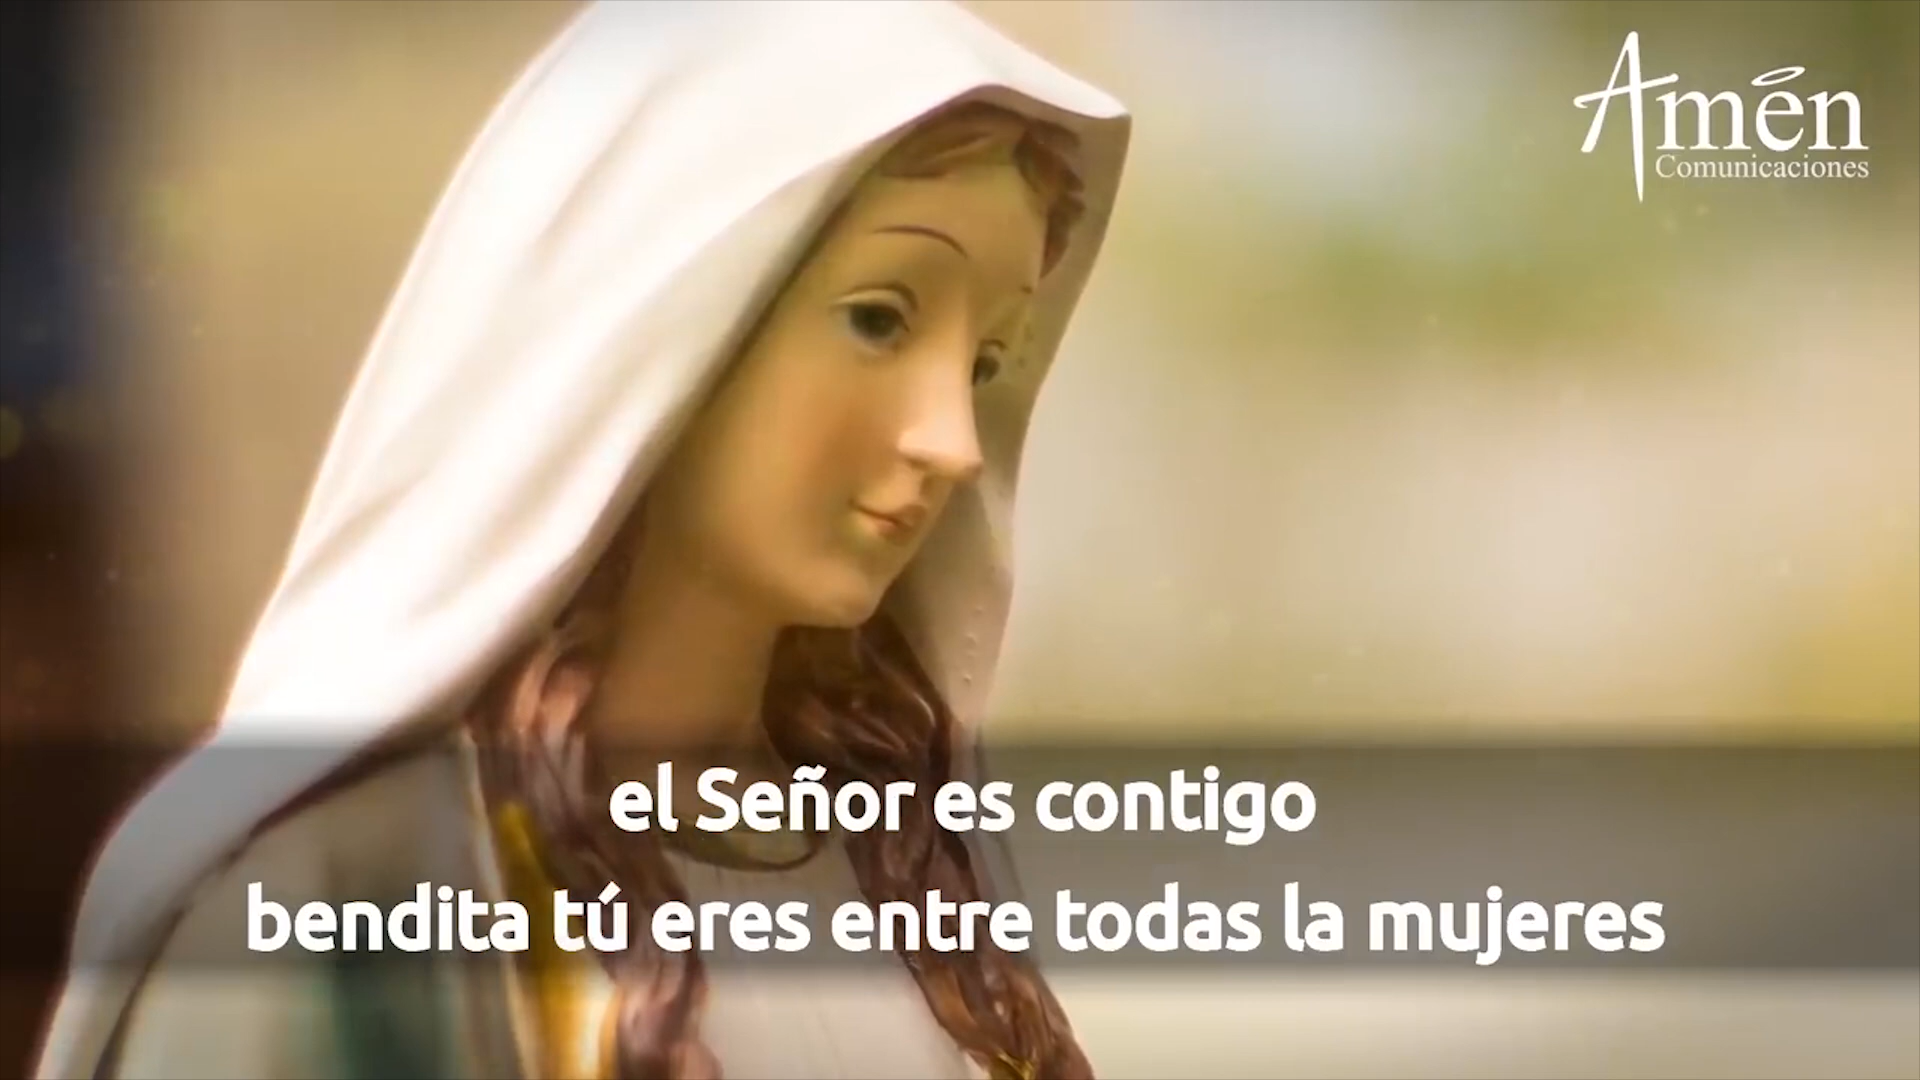 Amén
Comunicaciones
el Señor es contigo
bendita tú eres entre todas la mujeres